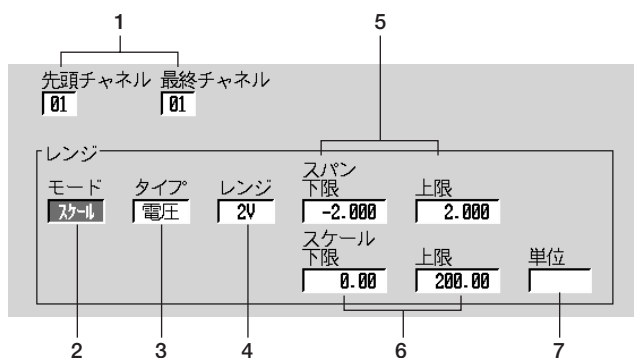 1
5
先頭チャネル 最終チャネル
01 01
レンジ
モード タイプ レンジ
スケール 電圧 2V
スパン
下限 上限
-2.000 2.000
スケール
下限 上限 単位
0.00 200.00
2 3 4 6 7